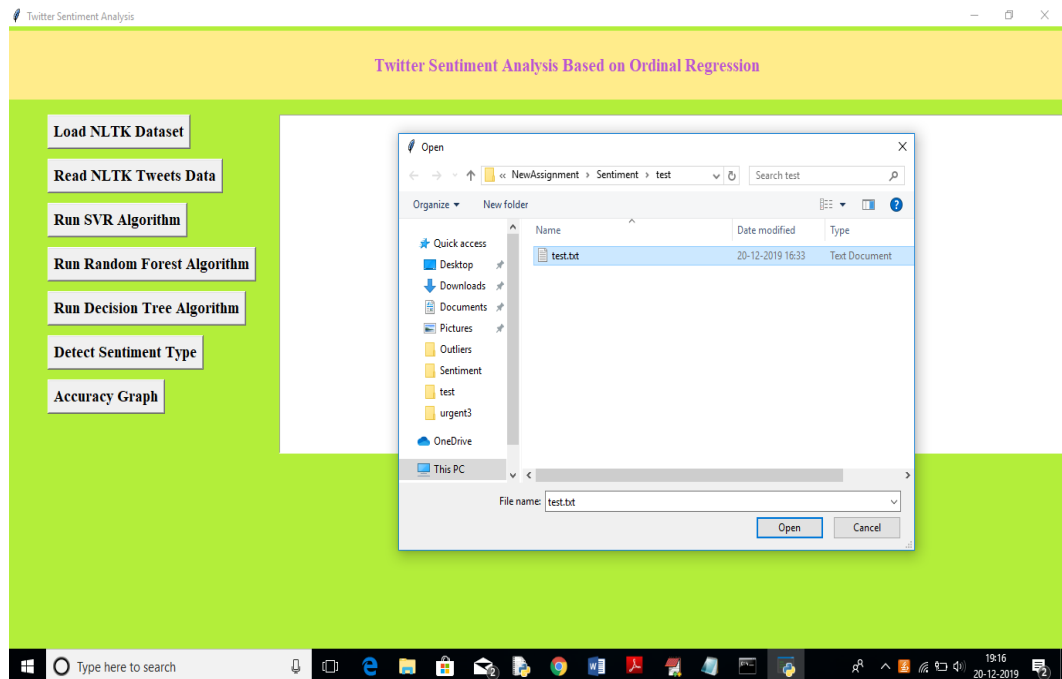 Twitter Sentiment Analysis
Twitter Sentiment Analysis Based on Ordinal Regression
Load NLTK Dataset
Read NLTK Tweets Data
Run SVR Algorithm
Run Random Forest Algorithm
Run Decision Tree Algorithm
Detect Sentiment Type
Accuracy Graph
Open
« NewAssignment › Sentiment › test
Search test
Organize
New folder
Name Date modified Type
test.txt 20-12-2019 16:33 Text Document
Quick access
Desktop
Downloads
Documents
Pictures
Outliers
Sentiment
test
urgent3
OneDrive
This PC
File name: test.txt
Open Cancel
Type here to search
19:16
20-12-2019